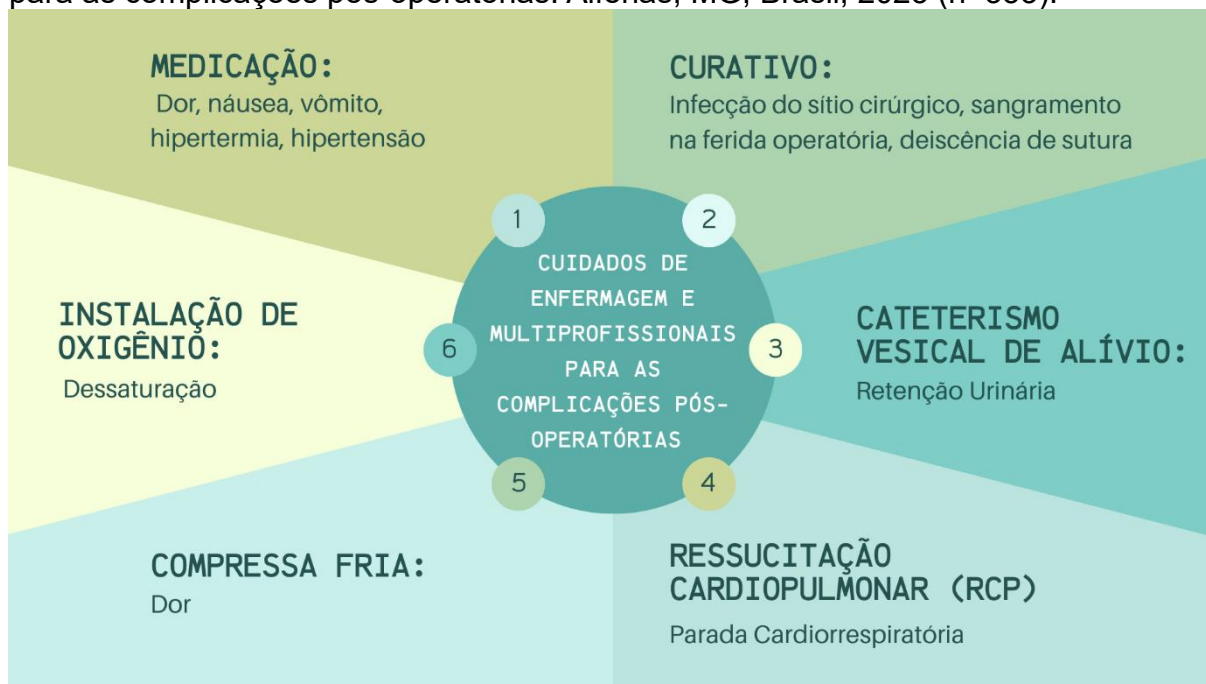 MEDICAÇÃO:
Dor, náusea, vômito,
hipertermia, hipertensão
CURATIVO:
Infecção do sítio cirúrgico, sangramento
na ferida operatória, deiscência de sutura
1
2
CUIDADOS DE
ENFERMAGEM E
MULTIPROFISSIONAIS
PARA AS
COMPLICAÇÕES PÓS-
OPERATÓRIAS
INSTALAÇÃO DE
OXIGÊNIO:
Dessaturação
6
3
CATETERISMO
VESICAL DE ALÍVIO:
Retenção Urinária
5
4
COMPRESSA FRIA:
Dor
RESSUCITAÇÃO
CARDIOPULMONAR (RCP)
Parada Cardiorrespiratória